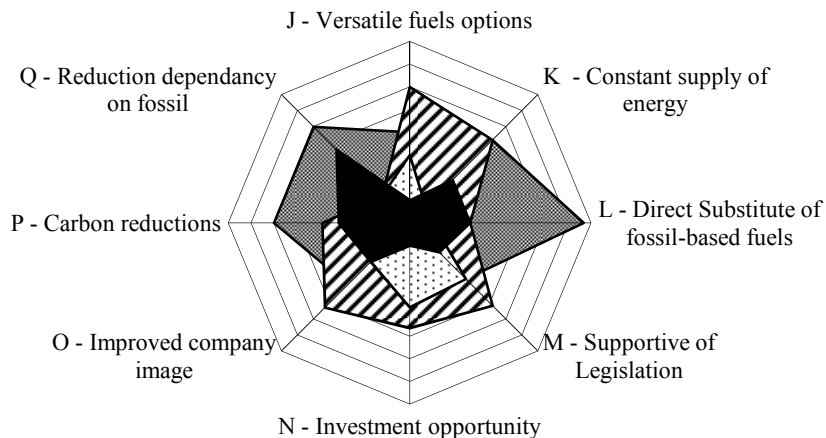 J - Versatile fuels options
Q - Reduction dependancy
on fossil
K - Constant supply of
energy
P - Carbon reductions
L - Direct Substitute of
fossil-based fuels
O - Improved company
image
M - Supportive of
Legislation
N - Investment opportunity